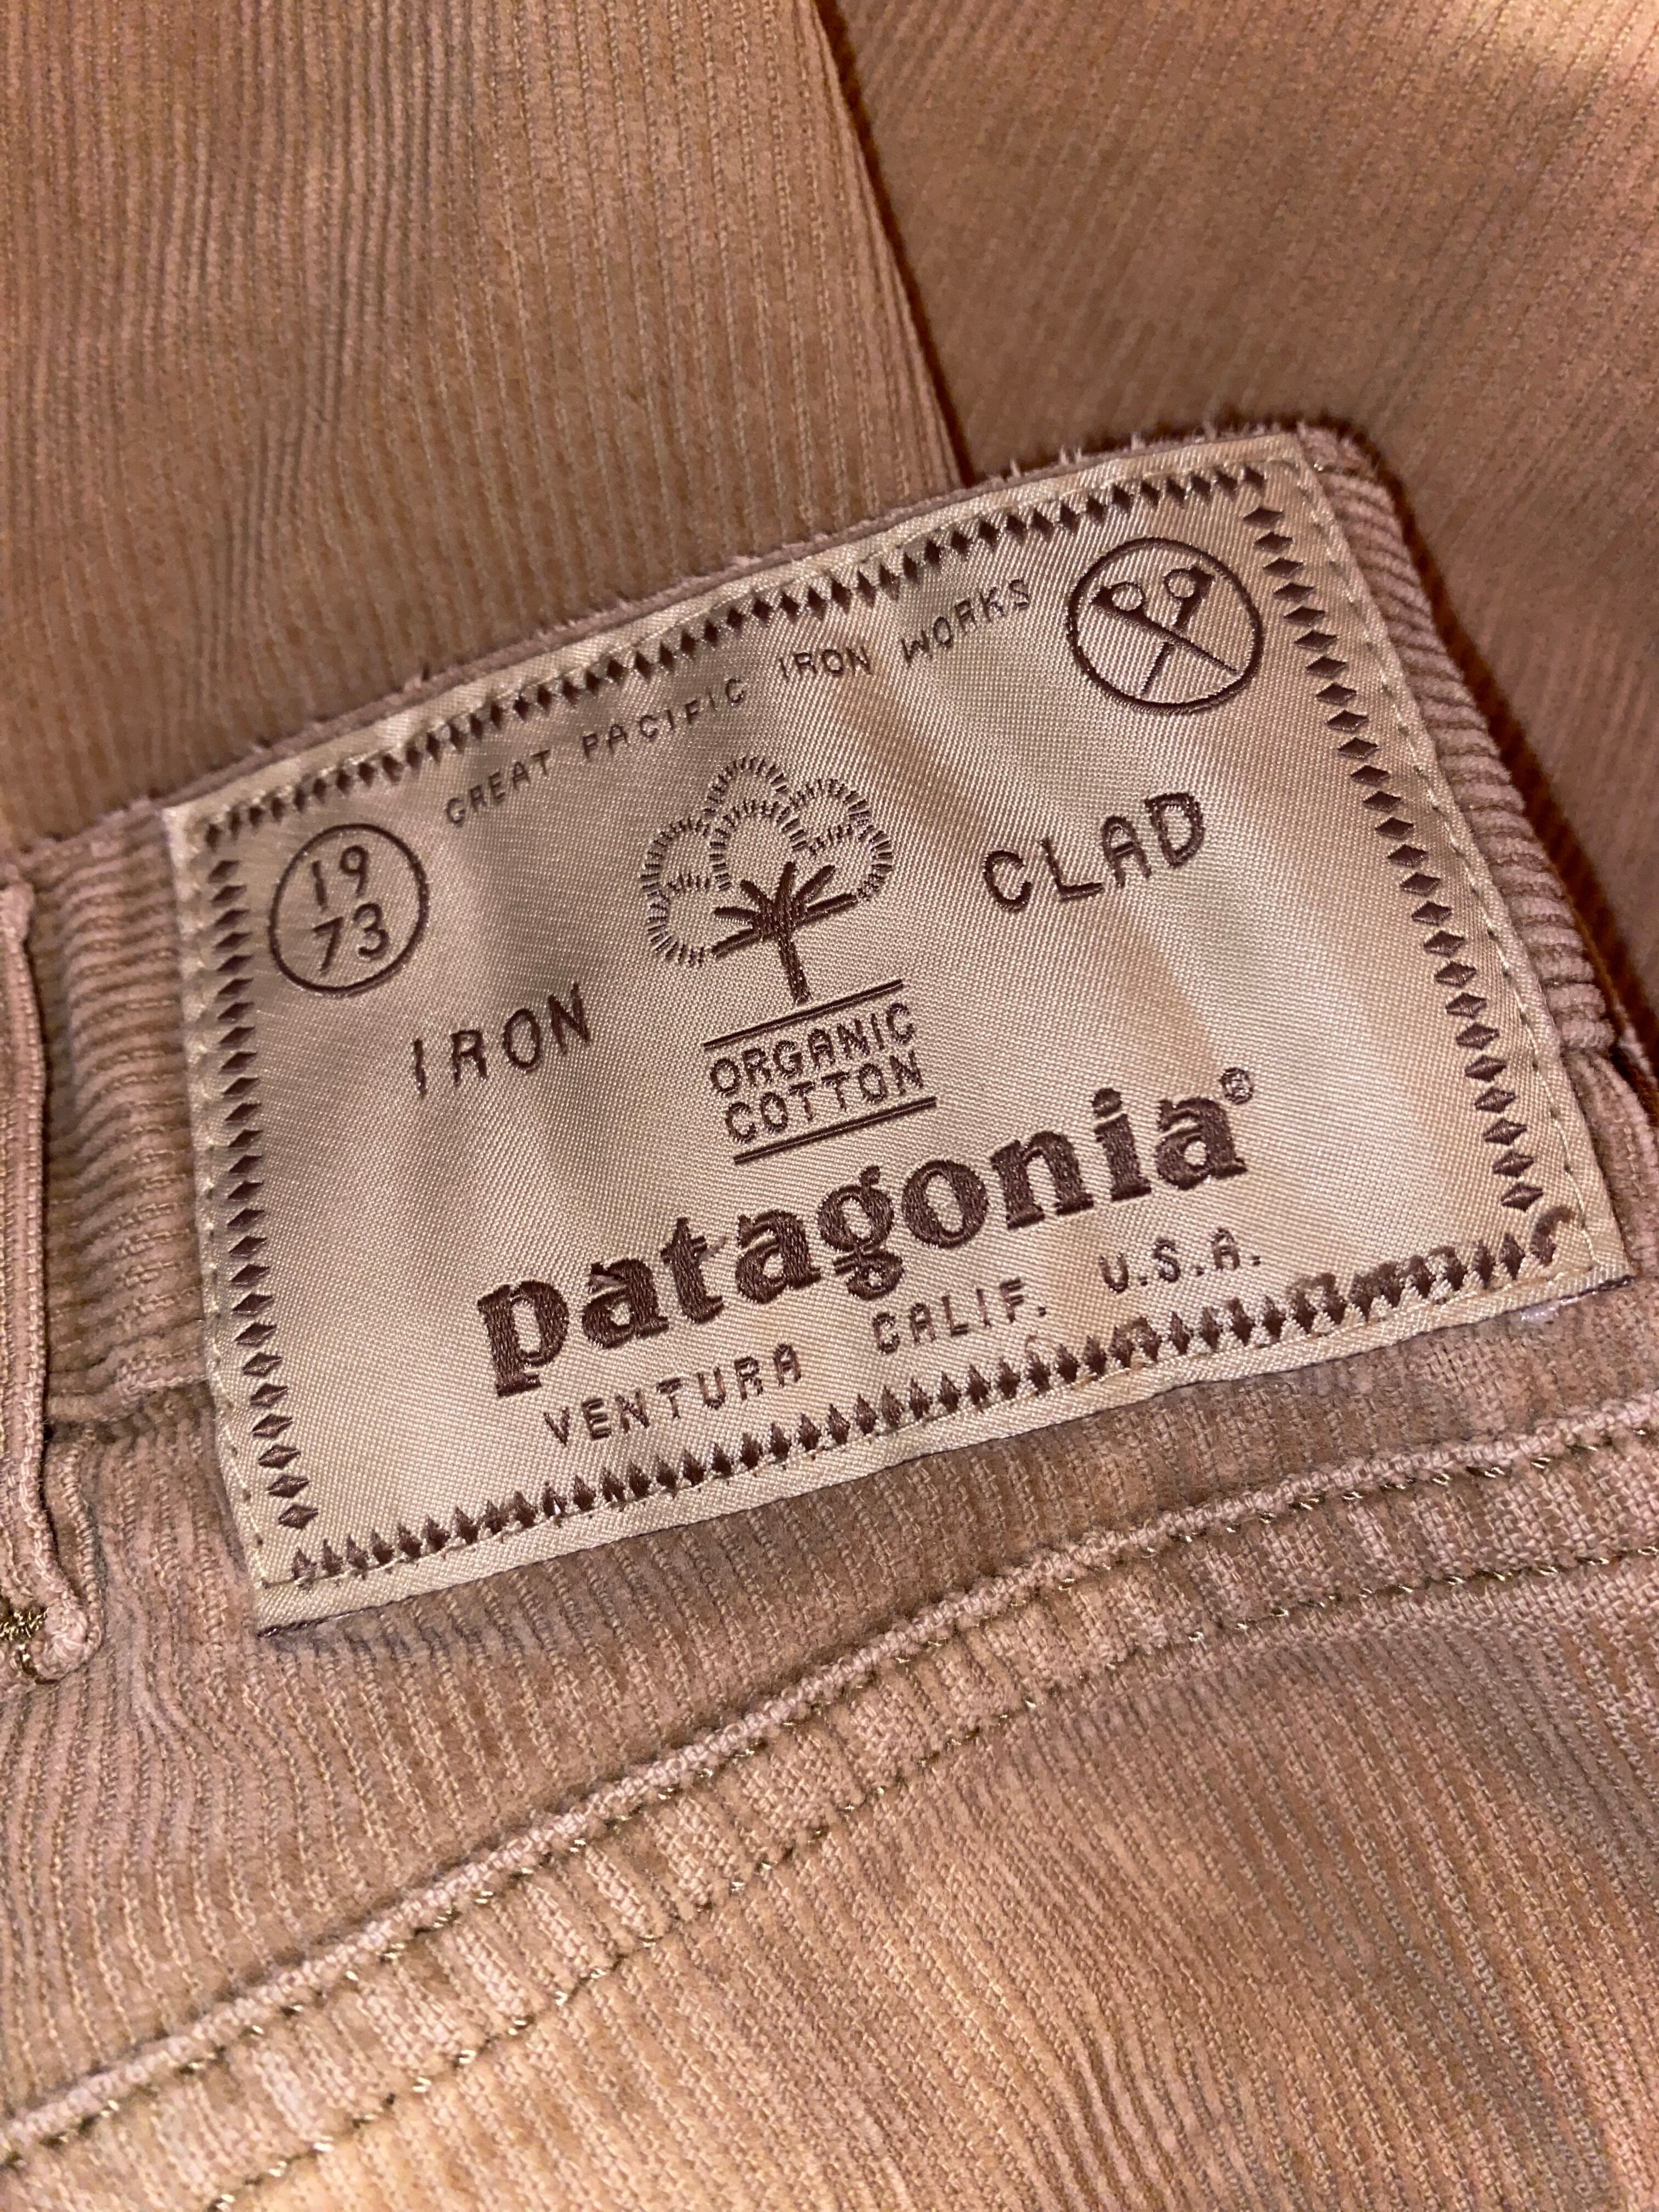 GREAT PACIFIC IRON WORKS
19
73
IRON CLAD
ORGANIC
COTTON
patagonia®
VENTURA CALIF. U.S.A.